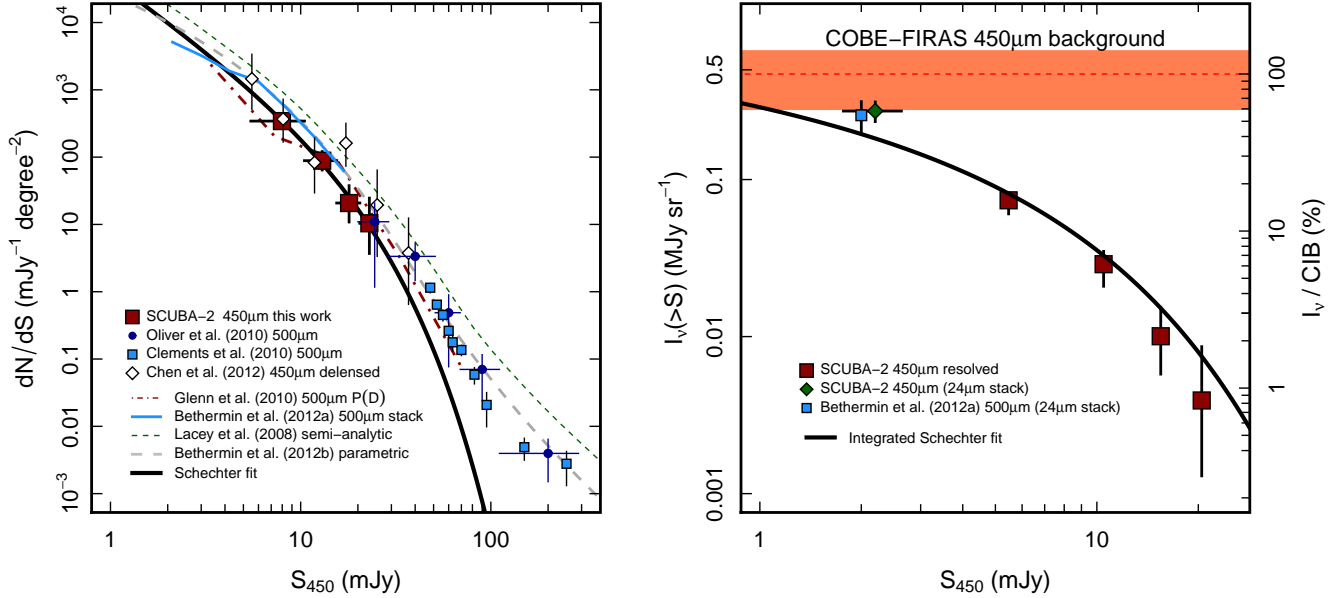 10⁴
10³
100
10
1
0.1
0.01
10⁻³
dN/dS (mJy⁻¹ degree⁻²)
SCUBA−2 450μm this work
Oliver et al. (2010) 500μm
Clements et al. (2010) 500μm
Chen et al. (2012) 450μm delensed
Glenn et al. (2010) 500μm P(D)
Bethermin et al. (2012a) 500μm stack
Lacey et al. (2008) semi−analytic
Bethermin et al. (2012b) parametric
Schechter fit
1 10 100
S₄₅₀ (mJy)
COBE−FIRAS 450μm background
0.5
0.1
0.01
0.001
Iν(>S) (MJy sr⁻¹)
SCUBA−2 450μm resolved
SCUBA−2 450μm (24μm stack)
Bethermin et al. (2012a) 500μm (24μm stack)
Integrated Schechter fit
100
10
1
Iν / CIB (%)
1 10
S₄₅₀ (mJy)